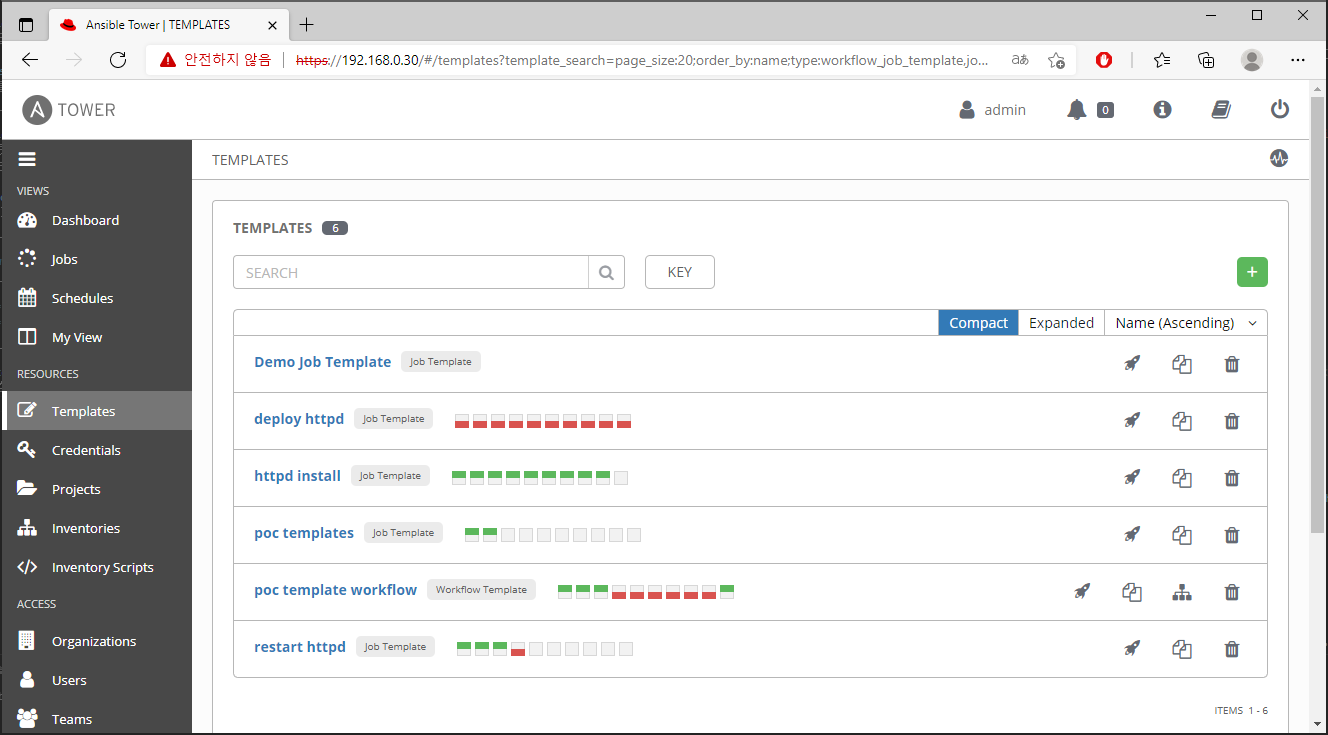 Ansible Tower | TEMPLATES
안전하지 않음 https://192.168.0.30/#/templates?template_search=page_size:20;order_by:name;type:workflow_job_template,jo... aあ
TOWER
admin
0
VIEWS
Dashboard
Jobs
Schedules
My View
RESOURCES
Templates
Credentials
Projects
Inventories
Inventory Scripts
ACCESS
Organizations
Users
Teams
TEMPLATES
TEMPLATES 6
SEARCH
KEY
+
Compact Expanded Name (Ascending)
Demo Job Template Job Template
deploy httpd Job Template
httpd install Job Template
poc templates Job Template
poc template workflow Workflow Template
restart httpd Job Template
ITEMS 1 - 6